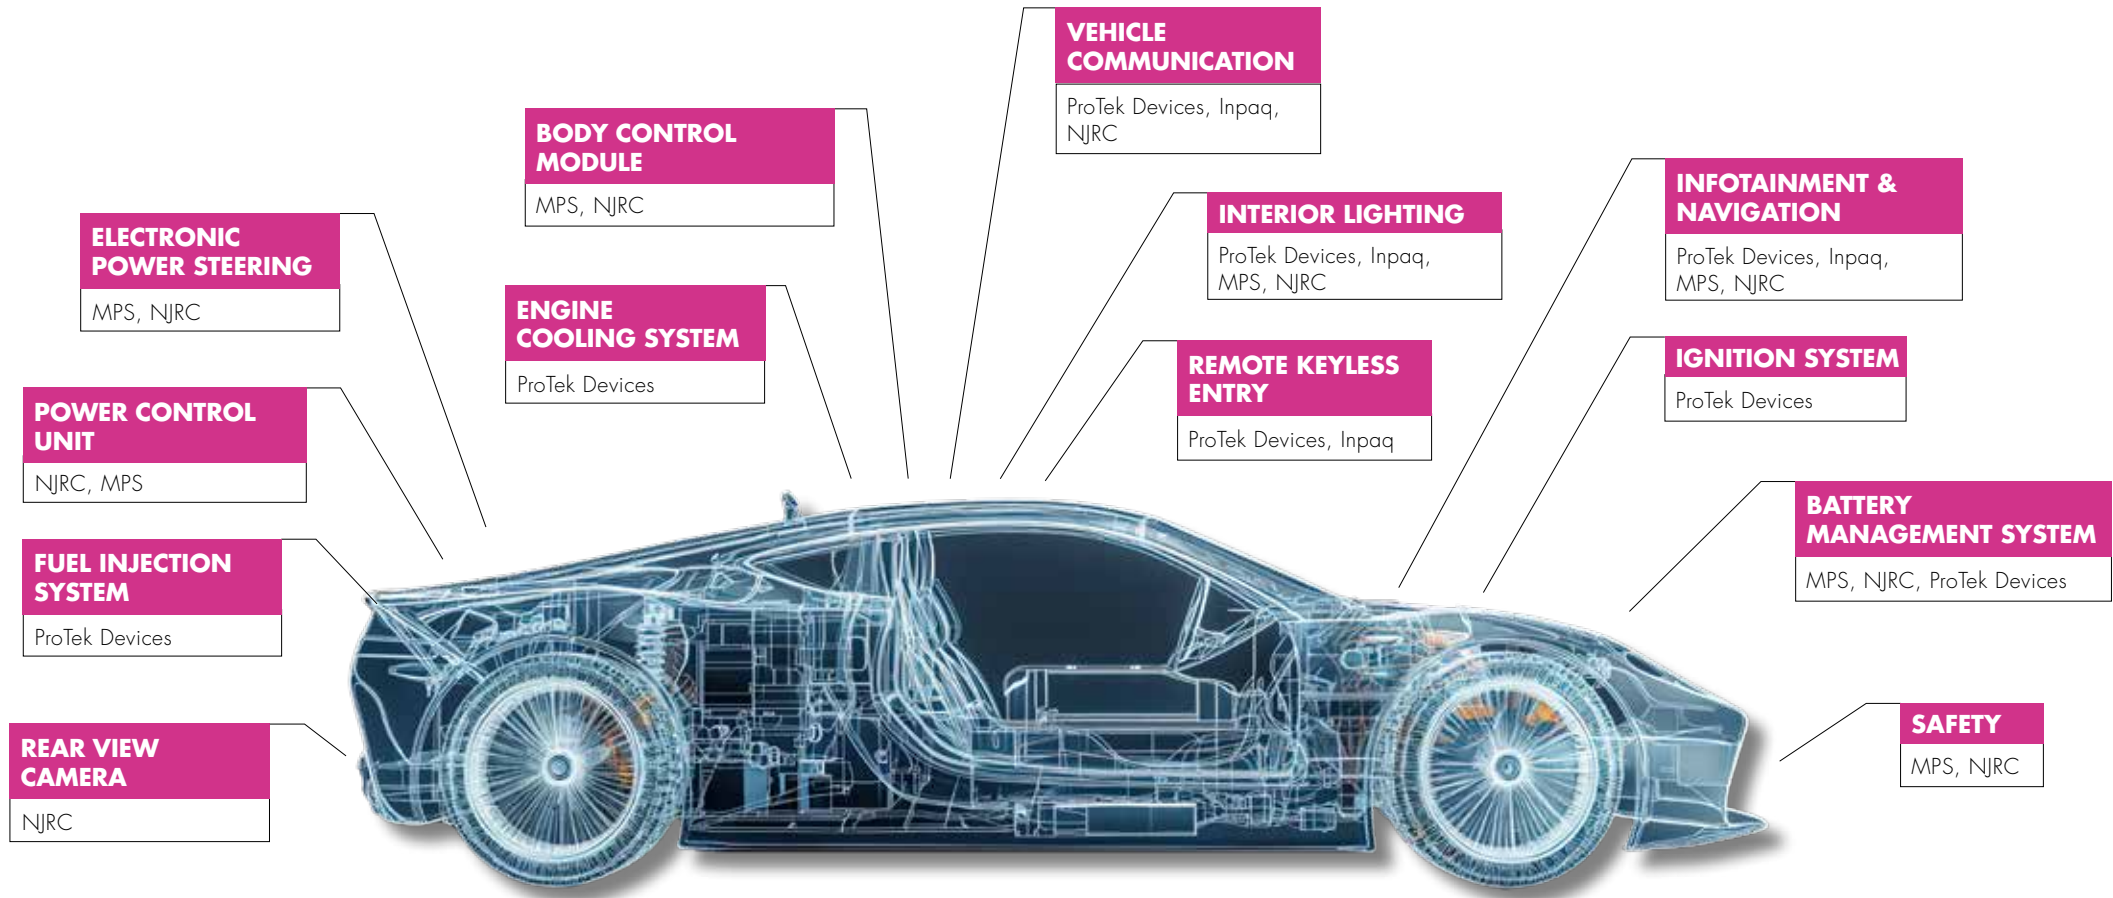 VEHICLE
COMMUNICATION
ProTek Devices, Inpaq,
NJRC
BODY CONTROL
MODULE
MPS, NJRC
INFOTAINMENT &
NAVIGATION
ProTek Devices, Inpaq,
MPS, NJRC
INTERIOR LIGHTING
ProTek Devices, Inpaq,
MPS, NJRC
ELECTRONIC
POWER STEERING
MPS, NJRC
ENGINE
COOLING SYSTEM
ProTek Devices
REMOTE KEYLESS
ENTRY
ProTek Devices, Inpaq
IGNITION SYSTEM
ProTek Devices
POWER CONTROL
UNIT
NJRC, MPS
BATTERY
MANAGEMENT SYSTEM
MPS, NJRC, ProTek Devices
FUEL INJECTION
SYSTEM
ProTek Devices
SAFETY
MPS, NJRC
REAR VIEW
CAMERA
NJRC